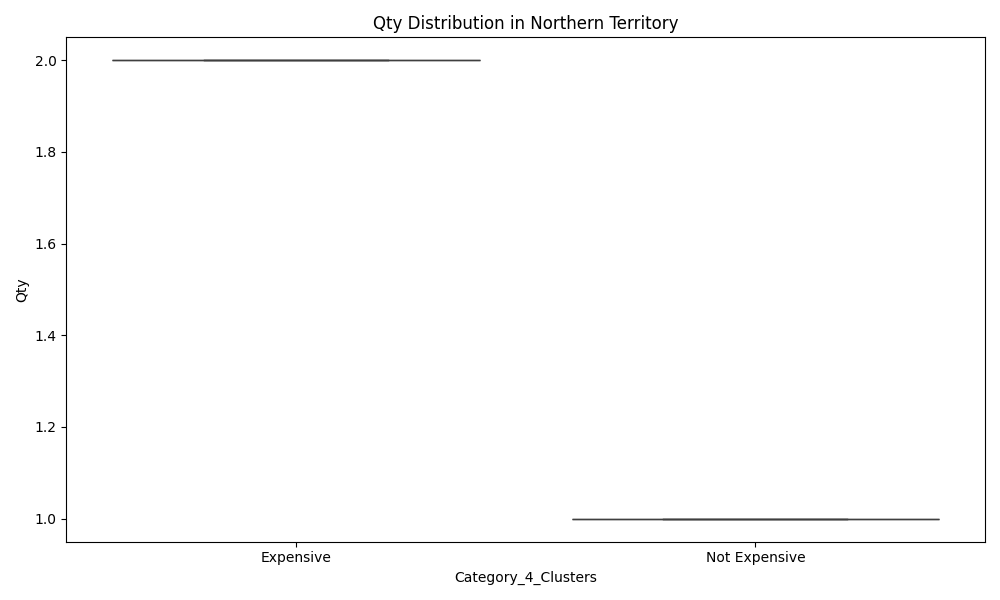 Qty Distribution in Northern Territory
2.0
1.8
1.6
1.4
1.2
1.0
Qty
Expensive
Not Expensive
Category_4_Clusters